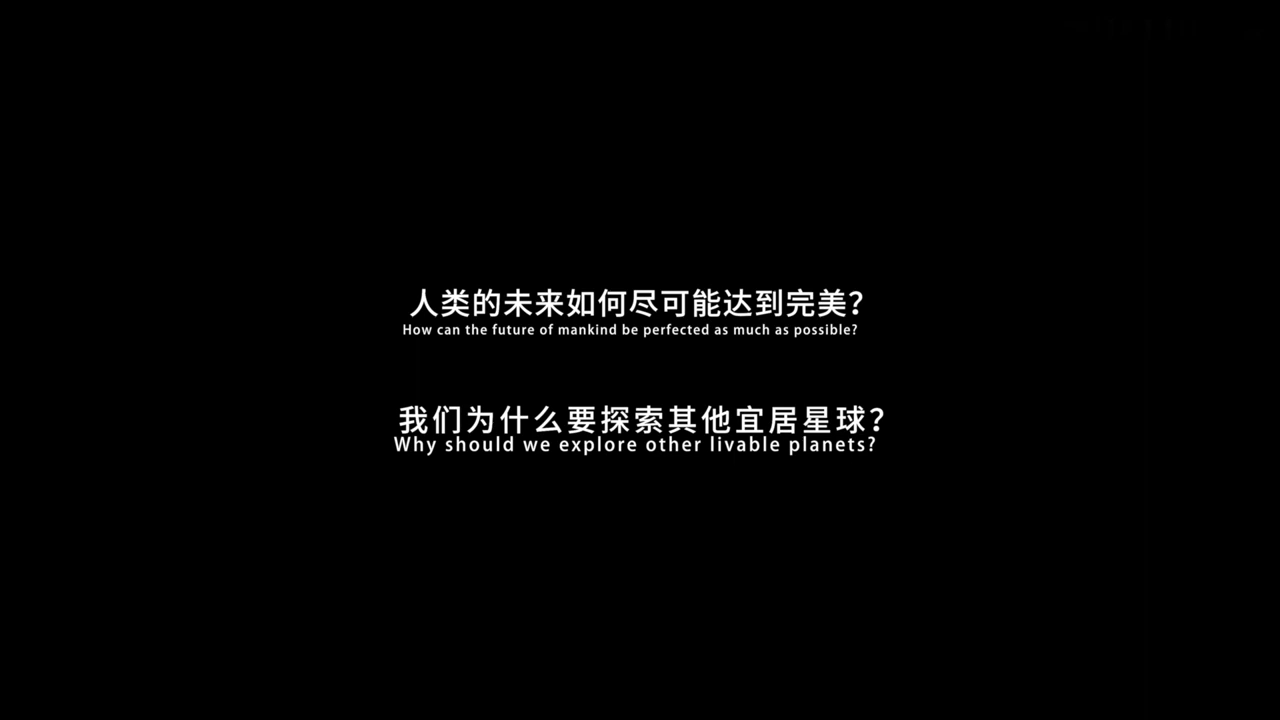 人类的未来如何尽可能达到完美？
How can the future of mankind be perfected as much as possible?
我们为什么要探索其他宜居星球？
Why should we explore other livable planets?